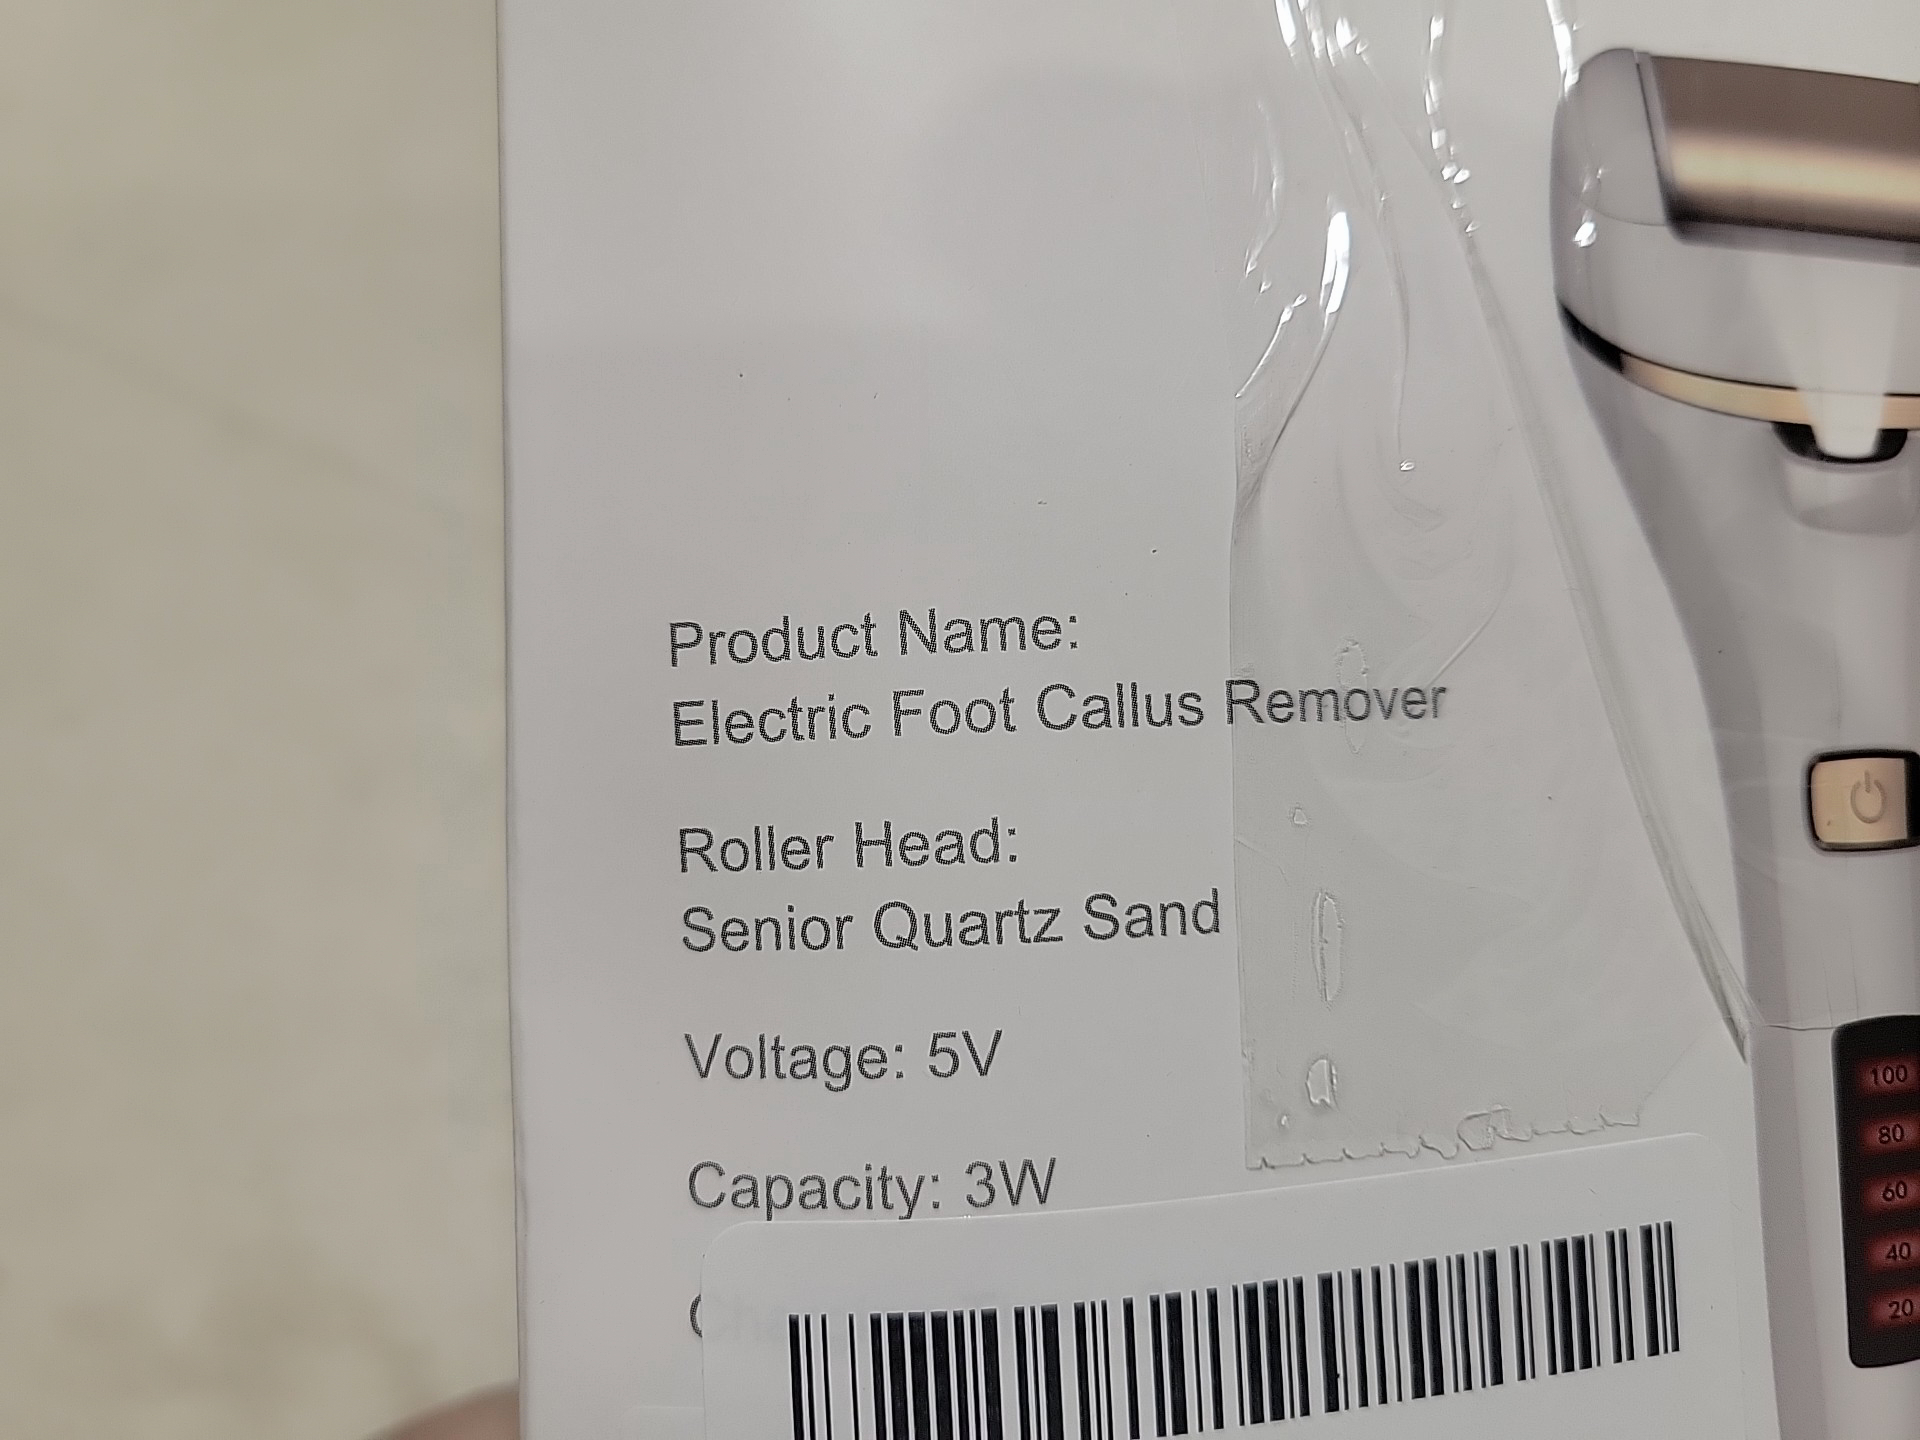 Product Name:
Electric Foot Callus Remover
Roller Head:
Senior Quartz Sand
Voltage: 5V
Capacity: 3W
100
80
60
40
20